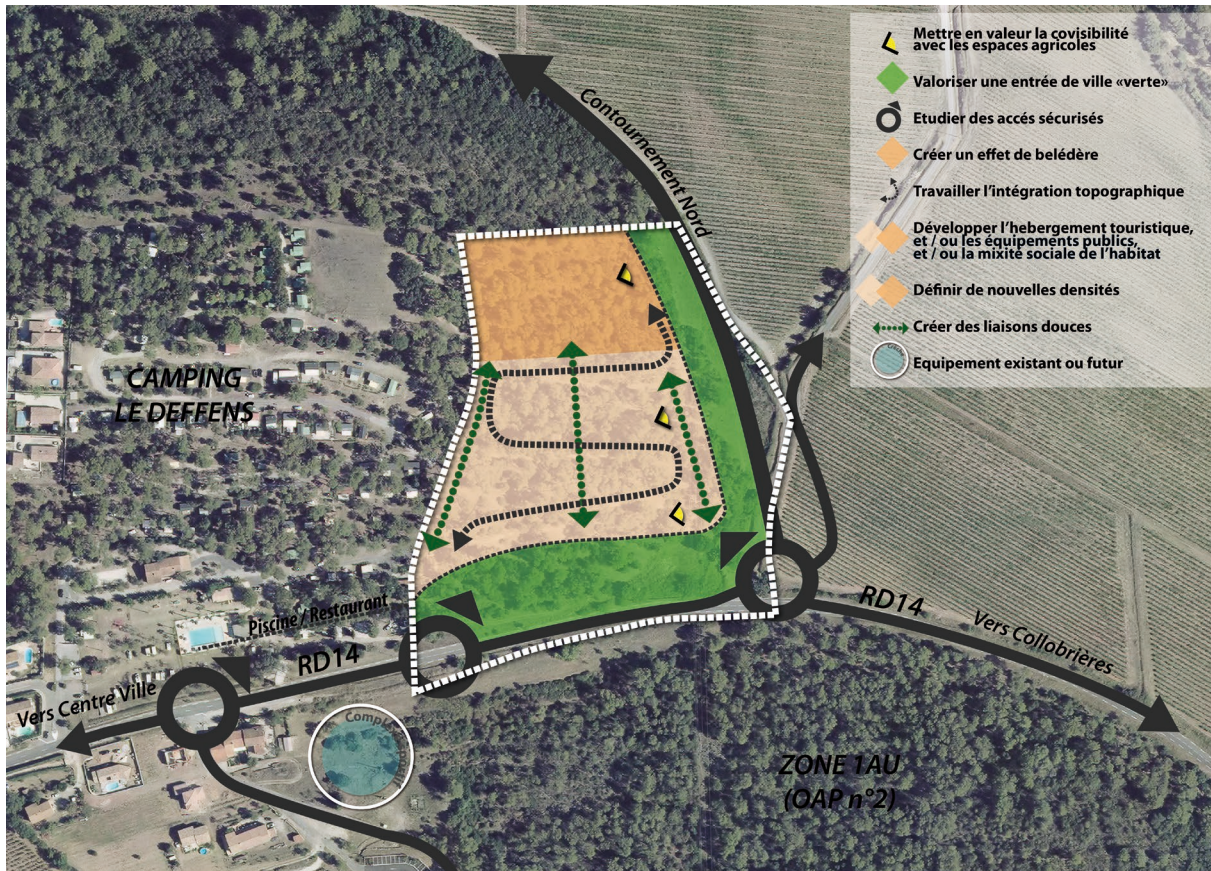 Mettre en valeur la covisibilité
avec les espaces agricoles
Valoriser une entrée de ville «verte»
Etudier des accés sécurisés
Créer un effet de belédère
Travailler l'intégration topographique
Développer l'hebergement touristique,
et / ou les équipements publics,
et / ou la mixité sociale de l'habitat
Définir de nouvelles densités
Créer des liaisons douces
Equipement existant ou futur
Contournement Nord
CAMPING
LE DEFFENS
Piscine / Restaurant
RD14
Vers Centre Ville
RD14
Vers Collobrières
ZONE 1AU
(OAP n°2)